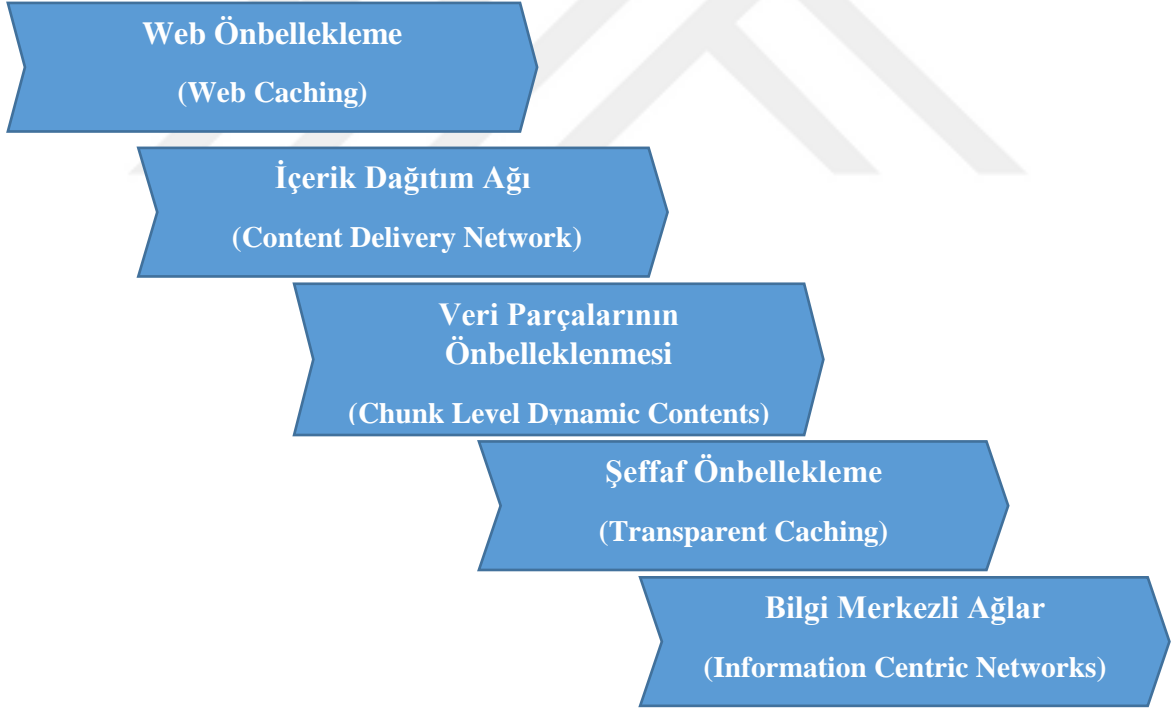 Web Önbellekleme
(Web Caching)
İçerik Dağıtım Ağı
(Content Delivery Network)
Veri Parçalarının
Önbelleklenmesi
(Chunk Level Dynamic Contents)
Şeffaf Önbellekleme
(Transparent Caching)
Bilgi Merkezli Ağlar
(Information Centric Networks)